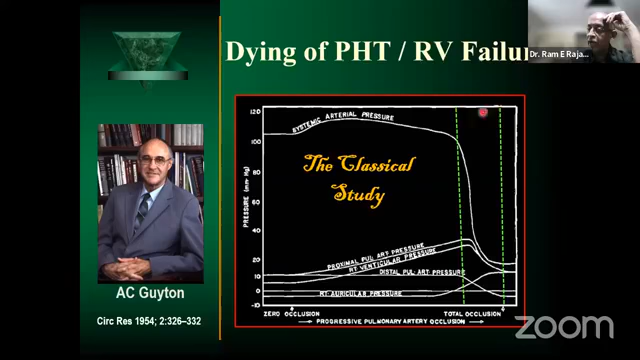 Dying of PHT / RV Failur
Dr. Ram E Raja...
120
100
80
60
40
20
10
0
-10
PRESSURE (mm Hg)
SYSTEMIC ARTERIAL PRESSURE
The Classical
Study
PROXIMAL PUL ART PRESSURE
RT VENTRICULAR PRESSURE
DISTAL PUL ART PRESSURE
RT AURICULAR PRESSURE
ZERO OCCLUSION
TOTAL OCCLUSION
PROGRESSIVE PULMONARY ARTERY OCCLUSION
AC Guyton
Circ Res 1954; 2:326–332
zoom